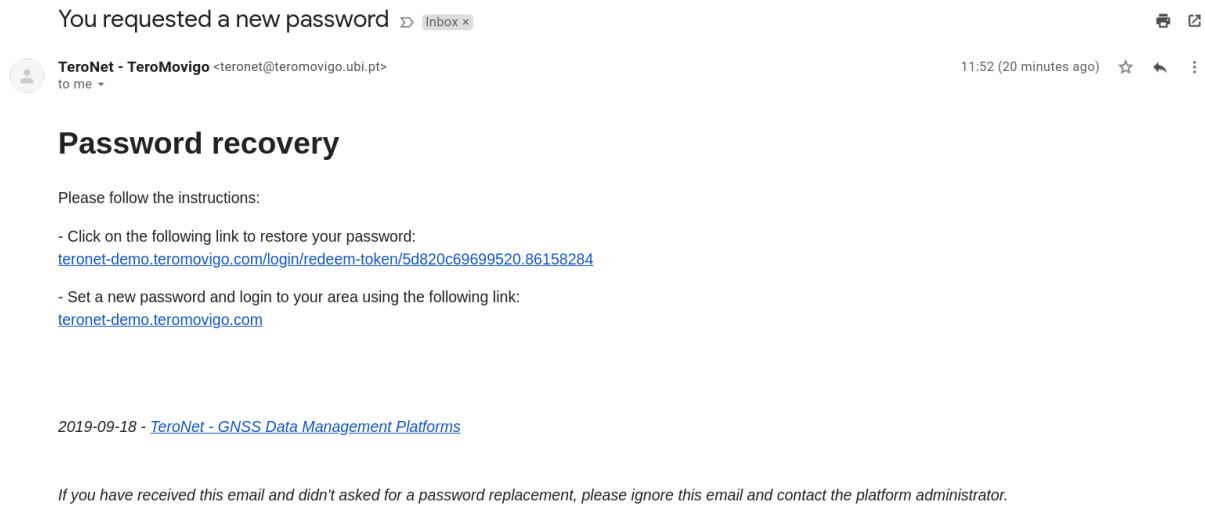 You requested a new password Inbox ×
TeroNet - TeroMovigo <teronet@teromovigo.ubi.pt> 11:52 (20 minutes ago)
to me
Password recovery
Please follow the instructions:
- Click on the following link to restore your password:
teronet-demo.teromovigo.com/login/redeem-token/5d820c69699520.86158284
- Set a new password and login to your area using the following link:
teronet-demo.teromovigo.com
2019-09-18 - TeroNet - GNSS Data Management Platforms
If you have received this email and didn't asked for a password replacement, please ignore this email and contact the platform administrator.